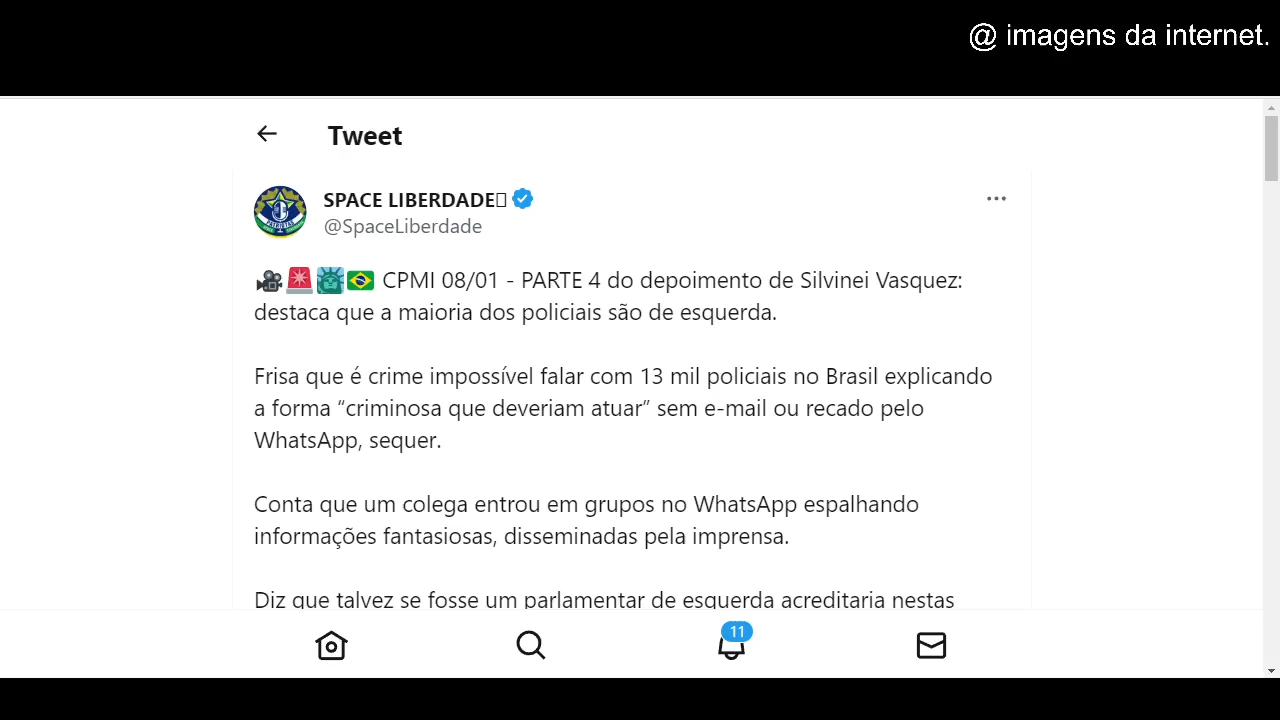 @ imagens da internet.
Tweet
SPACE LIBERDADE
@SpaceLiberdade
CPMI 08/01 - PARTE 4 do depoimento de Silvinei Vasquez:
destaca que a maioria dos policiais são de esquerda.
Frisa que é crime impossível falar com 13 mil policiais no Brasil explicando
a forma “criminosa que deveriam atuar” sem e-mail ou recado pelo
WhatsApp, sequer.
Conta que um colega entrou em grupos no WhatsApp espalhando
informações fantasiosas, disseminadas pela imprensa.
Diz que talvez se fosse um parlamentar de esquerda acreditaria nestas
11